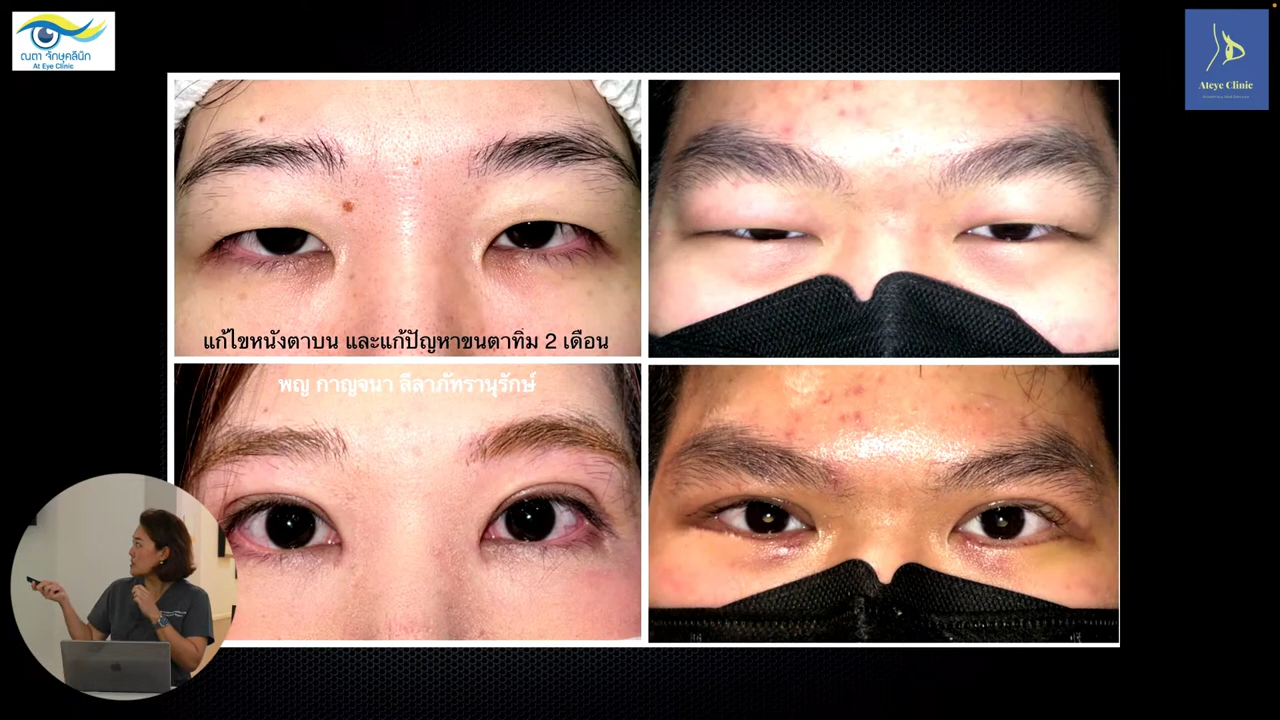 ณตา จักษุคลีนิก
At Eye Clinic
Ateye Clinic
แก้ไขหนังตาบน และแก้ปัญหาขนตาทิ่ม 2 เดือน
พญ กาญจนา ลีลาภัทรานุรักษ์